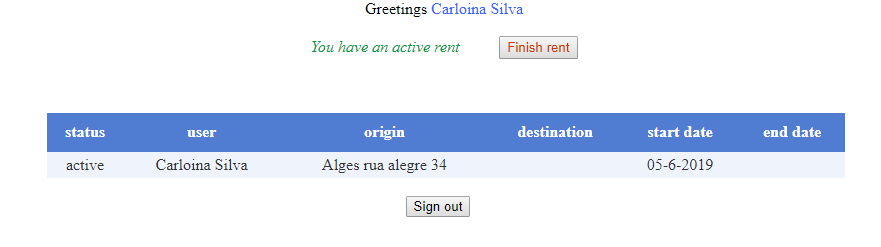 Greetings Carloina Silva
You have an active rent Finish rent
status user origin destination start date end date
active Carloina Silva Alges rua alegre 34 05-6-2019
Sign out